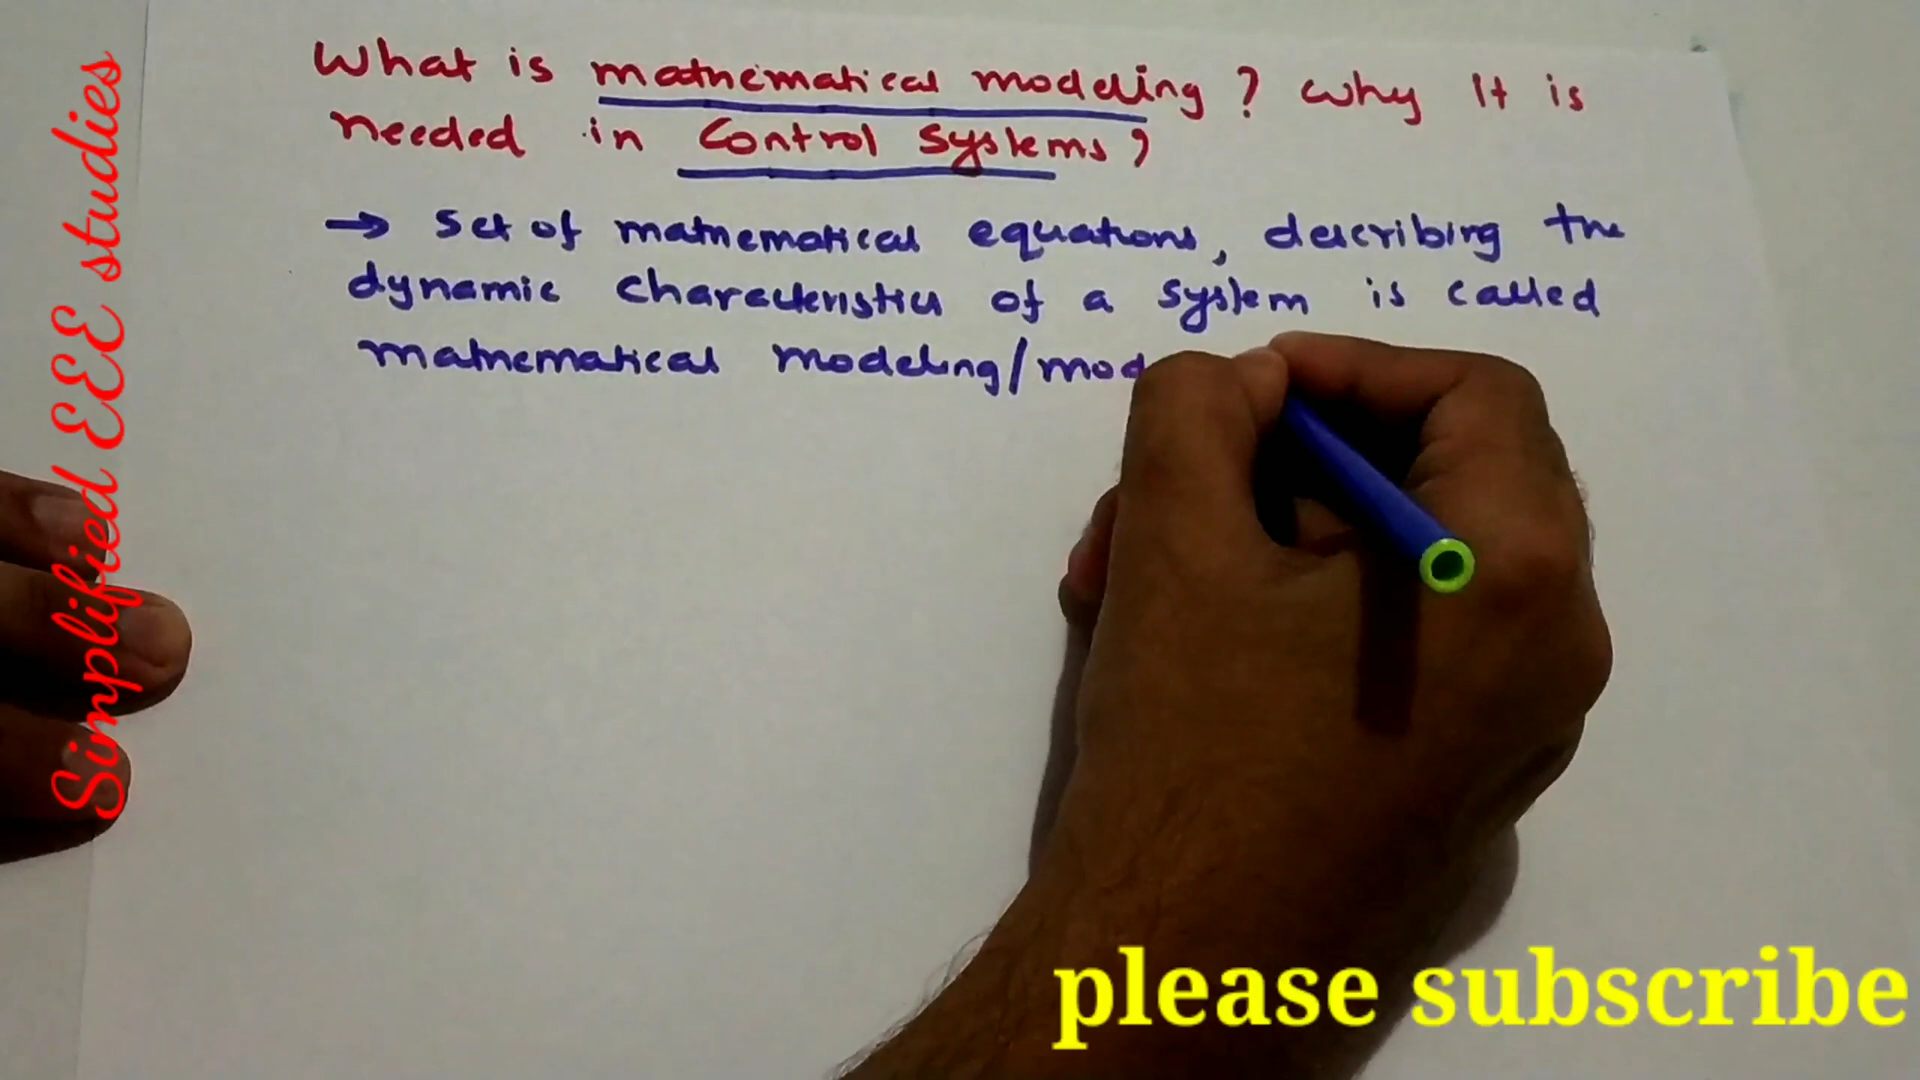 What is mathematical modeling? Why It is
needed in Control Systems?
→ Set of mathematical equations, describing the
dynamic characteristics of a system is called
mathematical modeling/mod
Simplified EEE studies
please subscribe